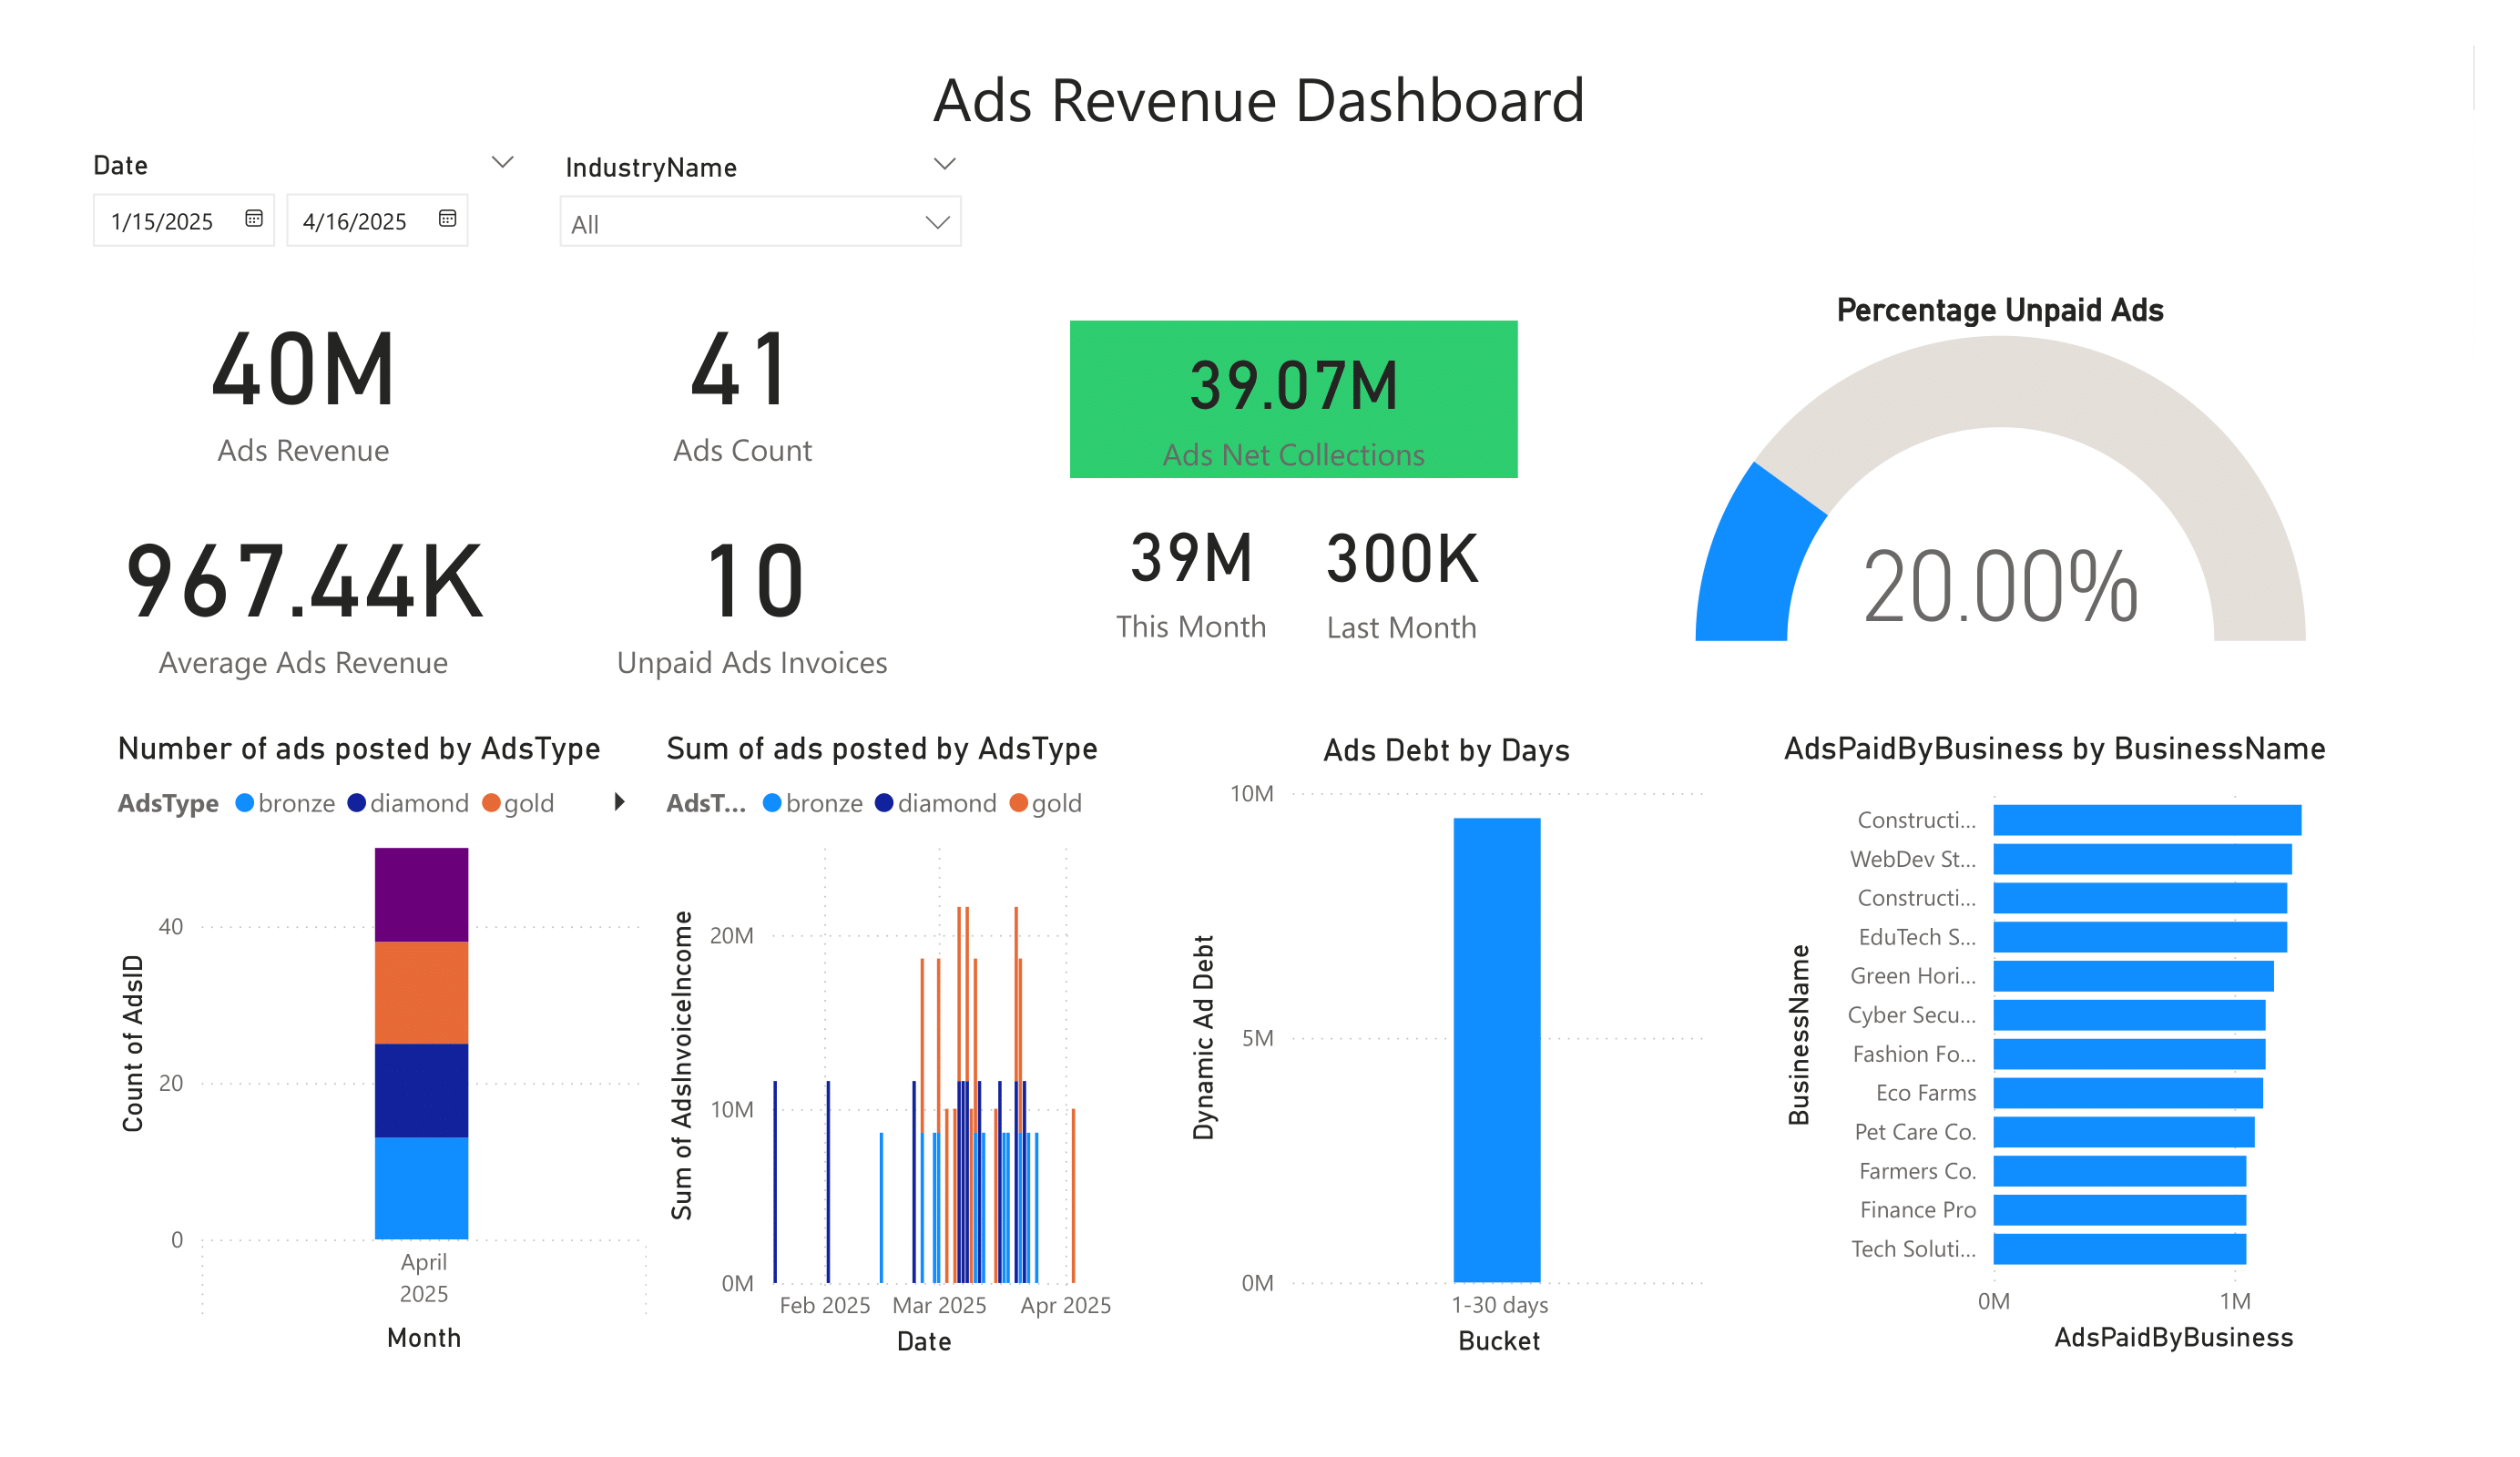 Ads Revenue Dashboard
Date
1/15/2025
4/16/2025
IndustryName
All
40M
Ads Revenue
41
Ads Count
39.07M
Ads Net Collections
967.44K
Average Ads Revenue
10
Unpaid Ads Invoices
39M
This Month
300K
Last Month
Percentage Unpaid Ads
20.00%
Number of ads posted by AdsType
AdsType bronze diamond gold
Count of AdsID
40
20
0
April
2025
Month
Sum of ads posted by AdsType
AdsT... bronze diamond gold
Sum of AdsInvoiceIncome
20M
10M
0M
Feb 2025 Mar 2025 Apr 2025
Date
Ads Debt by Days
Dynamic Ad Debt
10M
5M
0M
1-30 days
Bucket
AdsPaidByBusiness by BusinessName
BusinessName
Constructi...
WebDev St...
Constructi...
EduTech S...
Green Hori...
Cyber Secu...
Fashion Fo...
Eco Farms
Pet Care Co.
Farmers Co.
Finance Pro
Tech Soluti...
0M 1M
AdsPaidByBusiness